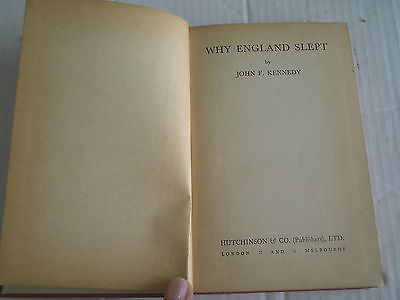 WHY ENGLAND SLEPT
by
JOHN F. KENNEDY
HUTCHINSON & CO. (Publishers), LTD.
LONDON :: AND :: MELBOURNE